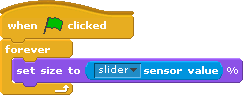 when clicked
forever
set size to slider sensor value %